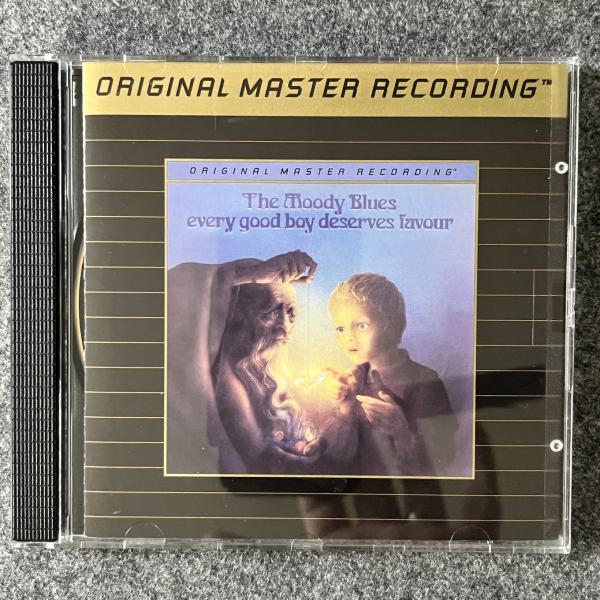 ORIGINAL MASTER RECORDING™
ORIGINAL MASTER RECORDING™
The Moody Blues
every good boy deserves favour